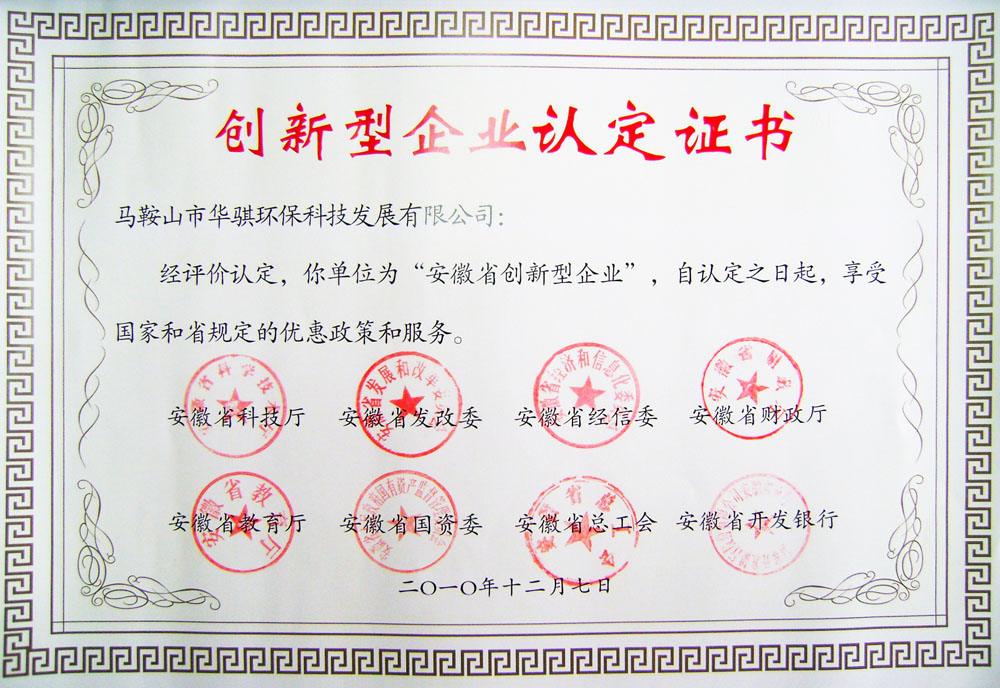 创新型企业认定证书
马鞍山市华骐环保科技发展有限公司：
经评价认定，你单位为“安徽省创新型企业”，自认定之日起，享受
国家和省规定的优惠政策和服务。
安徽省科技厅 安徽省发改委 安徽省经信委 安徽省财政厅
安徽省教育厅 安徽省国资委 安徽省总工会 安徽省开发银行
二〇一〇年十二月七日